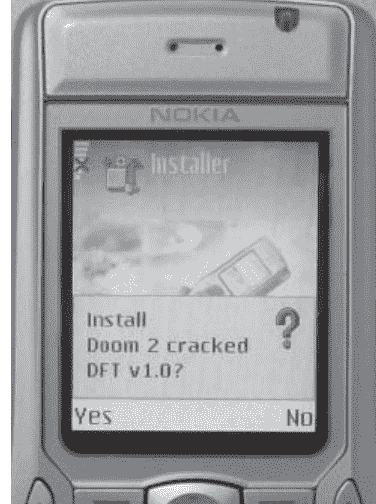 NOKIA
Installer
Install
Doom 2 cracked
DFT v1.0?
Yes No